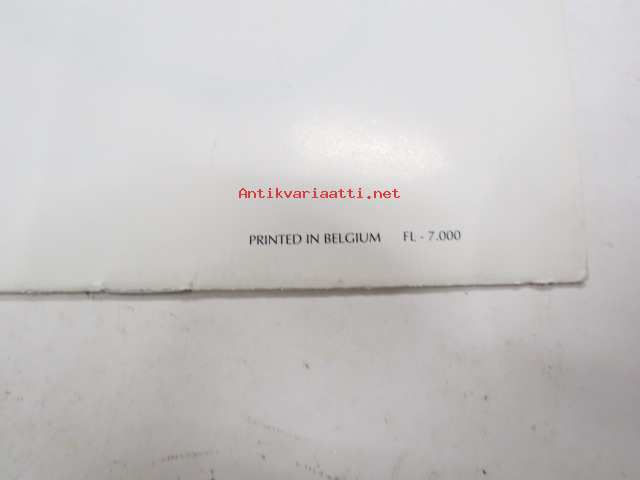 Antikvariaatti.net
PRINTED IN BELGIUM FL - 7.000